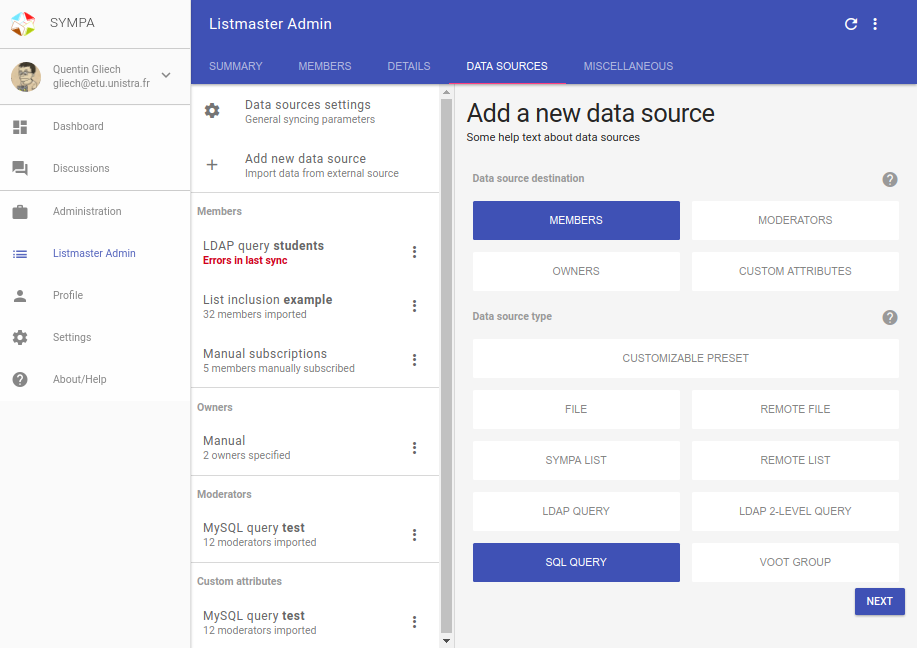 SYMPA
Quentin Gliech
gliech@etu.unistra.fr
Dashboard
Discussions
Administration
Listmaster Admin
Profile
Settings
About/Help
Listmaster Admin
SUMMARY
MEMBERS
DETAILS
DATA SOURCES
MISCELLANEOUS
Data sources settings
General syncing parameters
Add new data source
Import data from external source
Members
LDAP query students
Errors in last sync
List inclusion example
32 members imported
Manual subscriptions
5 members manually subscribed
Owners
Manual
2 owners specified
Moderators
MySQL query test
12 moderators imported
Custom attributes
MySQL query test
12 moderators imported
Add a new data source
Some help text about data sources
Data source destination
MEMBERS
MODERATORS
OWNERS
CUSTOM ATTRIBUTES
Data source type
CUSTOMIZABLE PRESET
FILE
REMOTE FILE
SYMPA LIST
REMOTE LIST
LDAP QUERY
LDAP 2-LEVEL QUERY
SQL QUERY
VOOT GROUP
NEXT